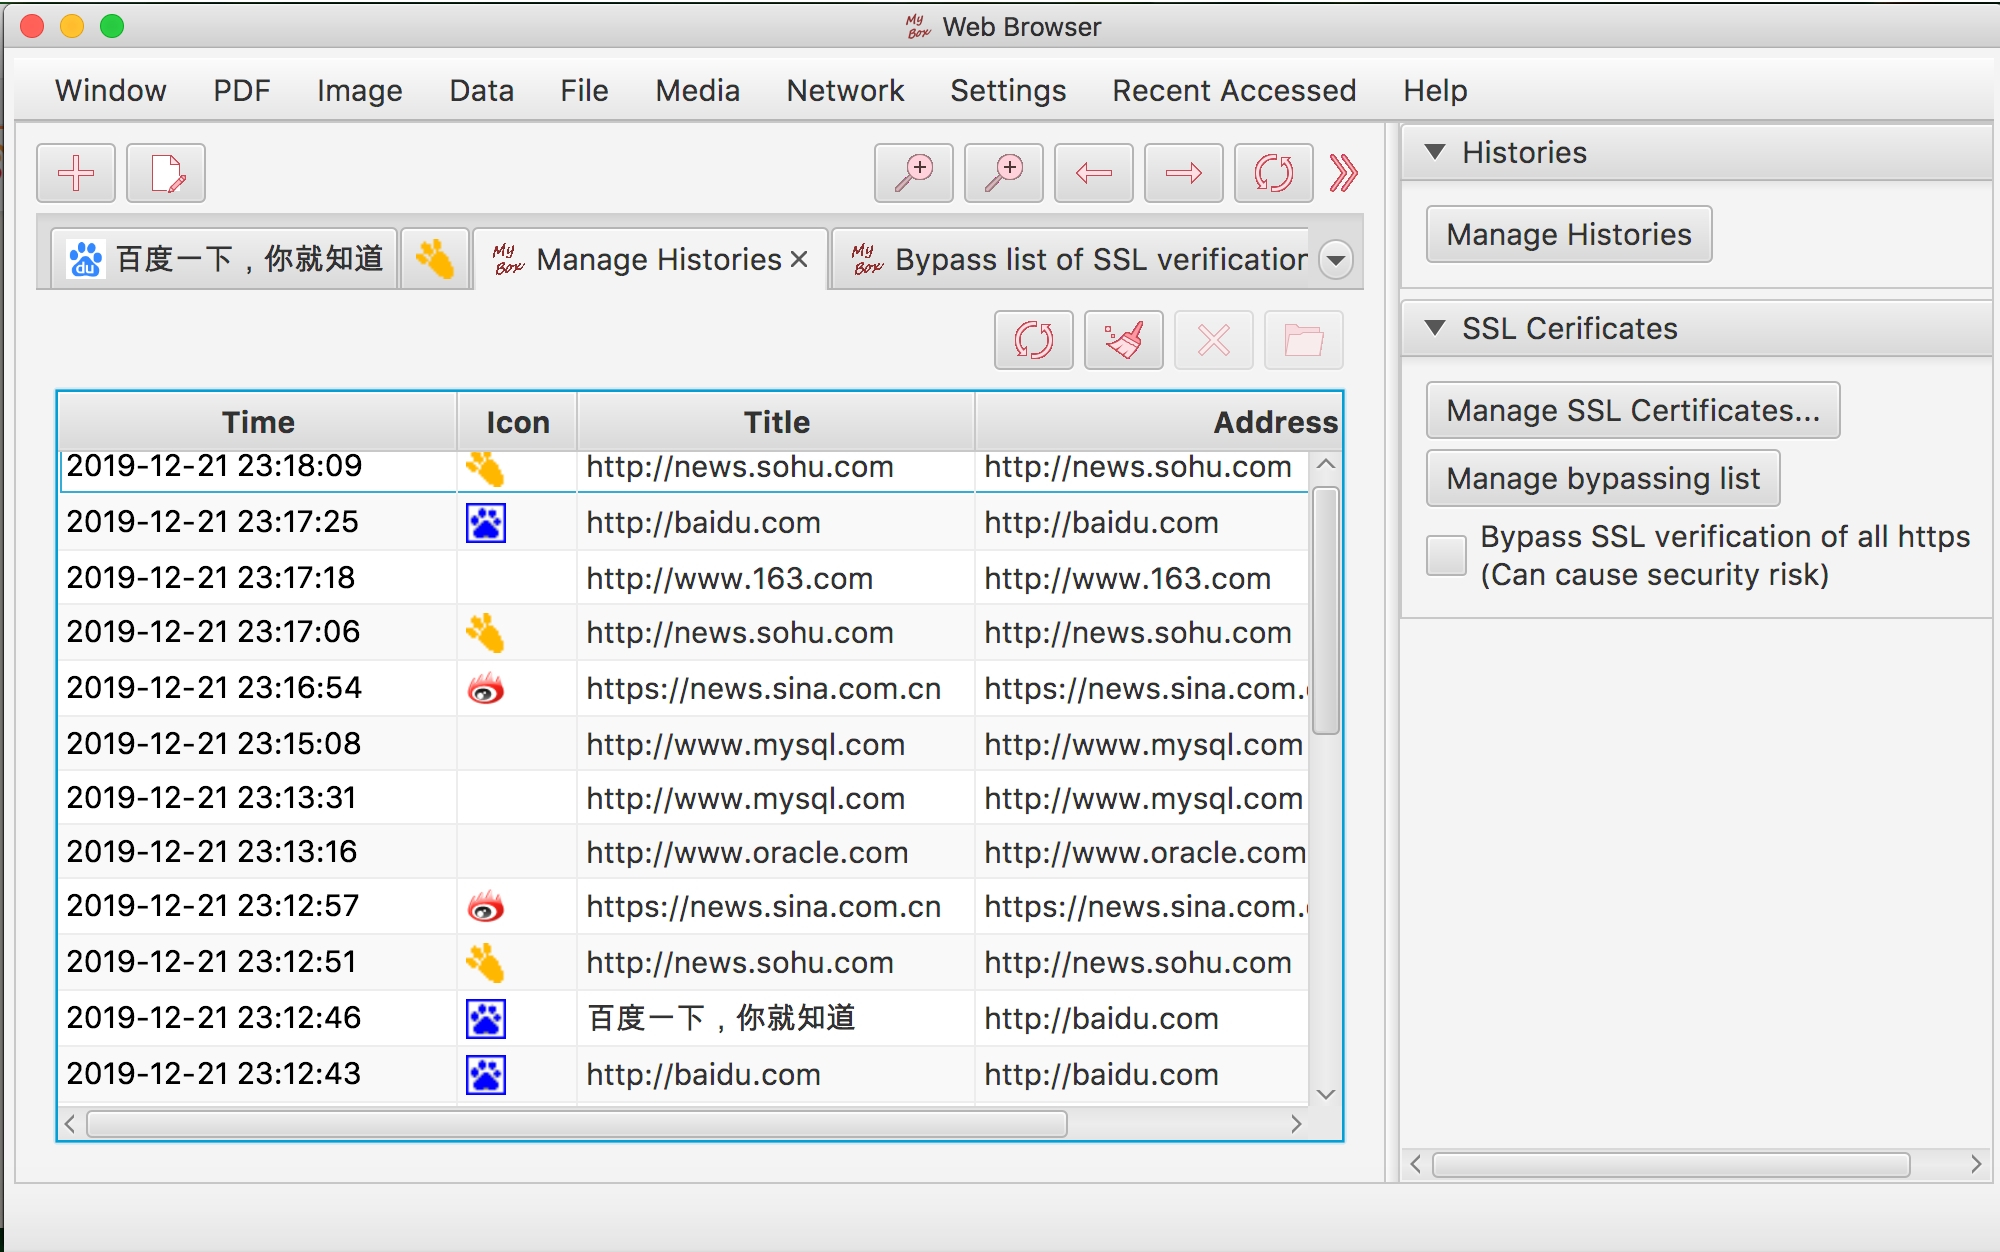 My Box Web Browser
Window PDF Image Data File Media Network Settings Recent Accessed Help
du 百度一下，你就知道 My Box Manage Histories My Box Bypass list of SSL verification
Time Icon Title Address
2019-12-21 23:18:09 http://news.sohu.com http://news.sohu.com
2019-12-21 23:17:25 http://baidu.com http://baidu.com
2019-12-21 23:17:18 http://www.163.com http://www.163.com
2019-12-21 23:17:06 http://news.sohu.com http://news.sohu.com
2019-12-21 23:16:54 https://news.sina.com.cn https://news.sina.com.
2019-12-21 23:15:08 http://www.mysql.com http://www.mysql.com
2019-12-21 23:13:31 http://www.mysql.com http://www.mysql.com
2019-12-21 23:13:16 http://www.oracle.com http://www.oracle.com
2019-12-21 23:12:57 https://news.sina.com.cn https://news.sina.com.
2019-12-21 23:12:51 http://news.sohu.com http://news.sohu.com
2019-12-21 23:12:46 百度一下，你就知道 http://baidu.com
2019-12-21 23:12:43 http://baidu.com http://baidu.com
Histories
Manage Histories
SSL Cerificates
Manage SSL Certificates...
Manage bypassing list
Bypass SSL verification of all https
(Can cause security risk)